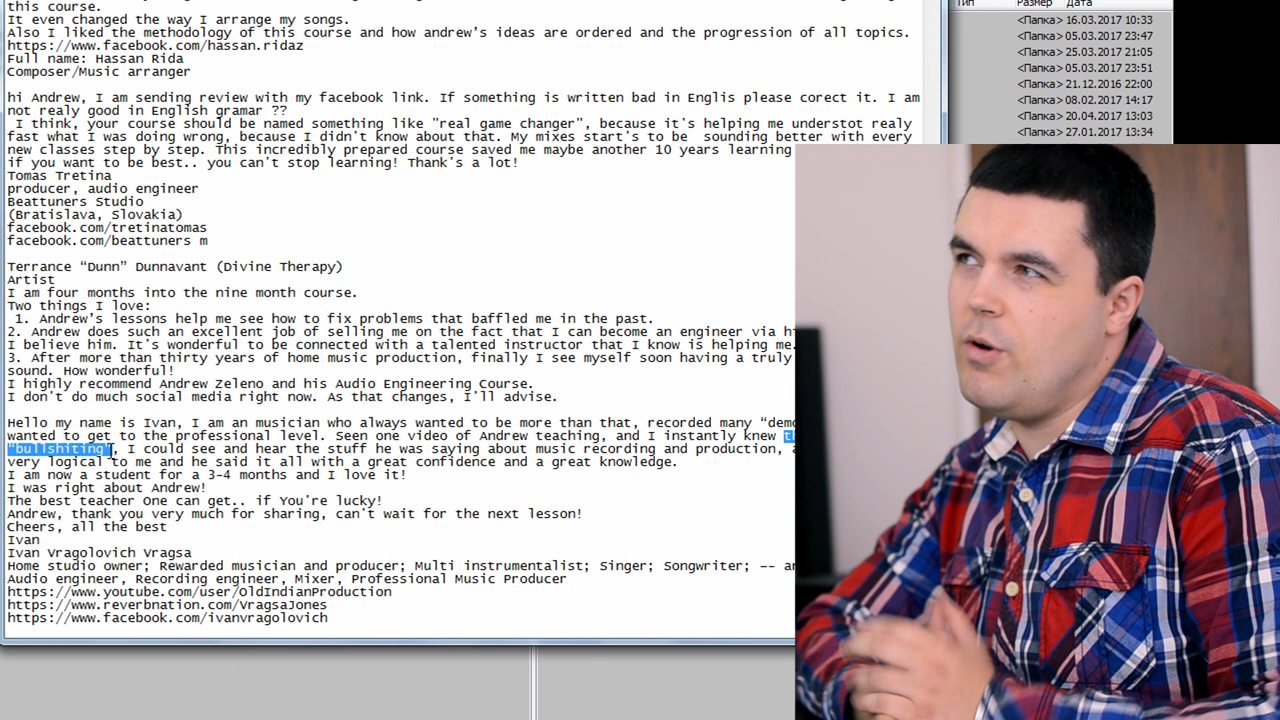 this course.
It even changed the way I arrange my songs.
Also I liked the methodology of this course and how andrew's ideas are ordered and the progression of all topics.
https://www.facebook.com/hassan.ridaz
Full name: Hassan Rida
Composer/Music arranger
hi Andrew, I am sending review with my facebook link. If something is written bad in Englis please corect it. I am
not realy good in English gramar ??
I think, your course should be named something like "real game changer", because it's helping me understot realy
fast what I was doing wrong, because I didn't know about that. My mixes start's to be  sounding better with every
new classes step by step. This incredibly prepared course saved me maybe another 10 years learning
if you want to be best.. you can't stop learning! Thank's a lot!
Tomas Tretina
producer, audio engineer
Beattuners Studio
(Bratislava, Slovakia)
facebook.com/tretinatomas
facebook.com/beattuners m
Terrance “Dunn” Dunnavant (Divine Therapy)
Artist
I am four months into the nine month course.
Two things I love:
1. Andrew’s lessons help me see how to fix problems that baffled me in the past.
2. Andrew does such an excellent job of selling me on the fact that I can become an engineer via
I believe him. It's wonderful to be connected with a talented instructor that I know is helping me.
3. After more than thirty years of home music production, finally I see myself soon having a truly
sound. How wonderful!
I highly recommend Andrew Zeleno and his Audio Engineering Course.
I don't do much social media right now. As that changes, I'll advise.
Hello my name is Ivan, I am an musician who always wanted to be more than that, recorded many
wanted to get to the professional level. Seen one video of Andrew teaching, and I instantly knew
“bullshiting”, I could see and hear the stuff he was saying about music recording and production,
very logical to me and he said it all with a great confidence and a great knowledge.
I am now a student for a 3-4 months and I love it!
I was right about Andrew!
The best teacher One can get.. if You're lucky!
Andrew, thank you very much for sharing, can't wait for the next lesson!
Cheers, all the best
Ivan
Ivan Vragolovich Vragsa
Home studio owner; Rewarded musician and producer; Multi instrumentalist; Singer; Songwriter; --
Audio engineer, Recording engineer, Mixer, Professional Music Producer
https://www.youtube.com/user/OldIndianProduction
https://www.reverbnation.com/VragsaJones
https://www.facebook.com/ivanvragolovich
Тип Размер Дата
<Папка> 16.03.2017 10:33
<Папка> 05.03.2017 23:47
<Папка> 25.03.2017 21:05
<Папка> 05.03.2017 23:51
<Папка> 21.12.2016 22:00
<Папка> 08.02.2017 14:17
<Папка> 20.04.2017 13:03
<Папка> 27.01.2017 13:34